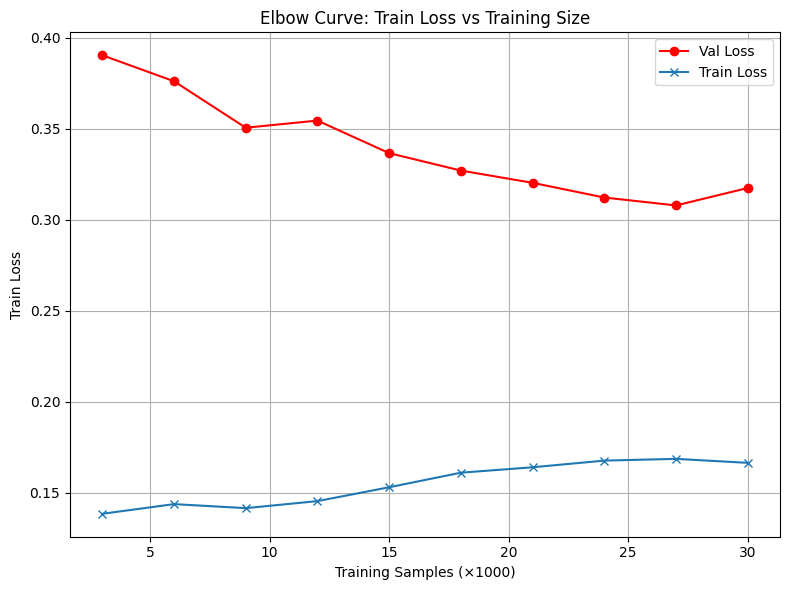 Elbow Curve: Train Loss vs Training Size
Val Loss
Train Loss
Train Loss
0.40
0.35
0.30
0.25
0.20
0.15
5 10 15 20 25 30
Training Samples (×1000)